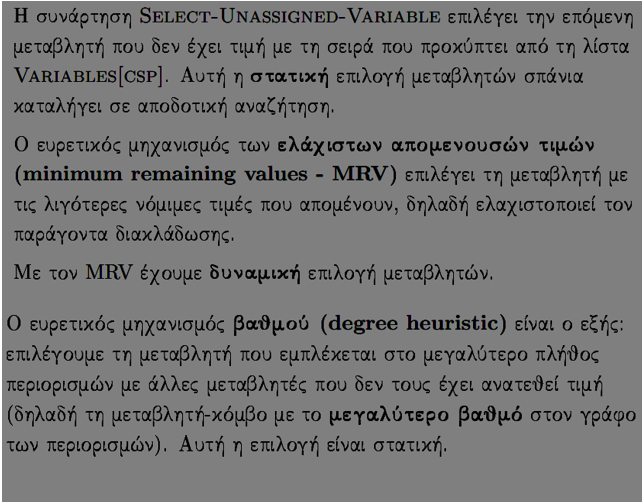 Η συνάρτηση SELECT-UNASSIGNED-VARIABLE επιλέγει την επόμενη
μεταβλητή που δεν έχει τιμή με τη σειρά που προκύπτει από τη λίστα
VARIABLES[CSP]. Αυτή η στατική επιλογή μεταβλητών σπάνια
καταλήγει σε αποδοτική αναζήτηση.
Ο ευρετικός μηχανισμός των ελάχιστων απομενουσών τιμών
(minimum remaining values - MRV) επιλέγει τη μεταβλητή με
τις λιγότερες νόμιμες τιμές που απομένουν, δηλαδή ελαχιστοποιεί τον
παράγοντα διακλάδωσης.
Με τον MRV έχουμε δυναμική επιλογή μεταβλητών.
Ο ευρετικός μηχανισμός βαθμού (degree heuristic) είναι ο εξής:
επιλέγουμε τη μεταβλητή που εμπλέκεται στο μεγαλύτερο πλήθος
περιορισμών με άλλες μεταβλητές που δεν τους έχει ανατεθεί τιμή
(δηλαδή τη μεταβλητή-κόμβο με το μεγαλύτερο βαθμό στον γράφο
των περιορισμών). Αυτή η επιλογή είναι στατική.